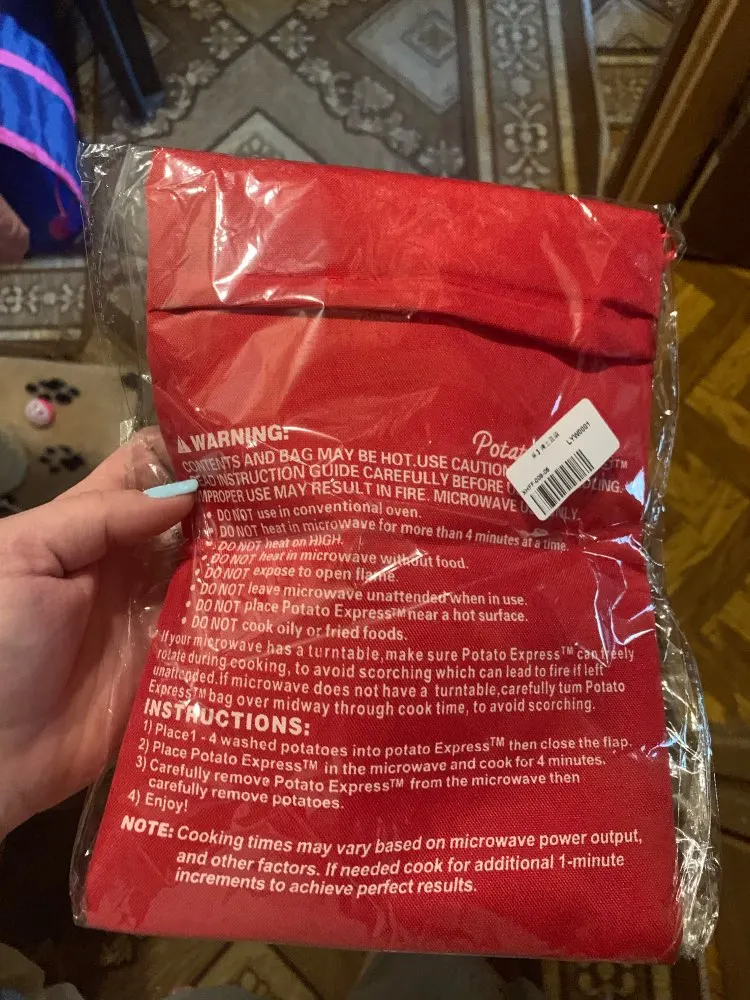 WARNING:
Potat
™
CONTENTS AND BAG MAY BE HOT.USE CAUTION
INSTRUCTION GUIDE CAREFULLY BEFORE
IMPROPER USE MAY RESULT IN FIRE. MICROWAVE
LYW0001
• DO NOT use in conventional oven.
• DO NOT heat in microwave for more than 4 minutes at a time.
• DO NOT heat on HIGH.
• DO NOT heat in microwave without food.
• DO NOT expose to open flame.
• DO NOT leave microwave unattended when in use.
• DO NOT place Potato Express™ near a hot surface.
• DO NOT cook oily or fried foods.
If your microwave has a turntable,make sure Potato Express™ can freely
rotate during cooking, to avoid scorching which can lead to fire if left
unattended.if microwave does not have a turntable,carefully tum Potato
Express™ bag over midway through cook time, to avoid scorching.
INSTRUCTIONS:
1) Place1 - 4 washed potatoes into potato Express™ then close the flap.
2) Place Potato Express™ in the microwave and cook for 4 minutes.
3) Carefully remove Potato Express™ from the microwave then
carefully remove potatoes.
4) Enjoy!
NOTE: Cooking times may vary based on microwave power output,
and other factors. If needed cook for additional 1-minute
increments to achieve perfect results.